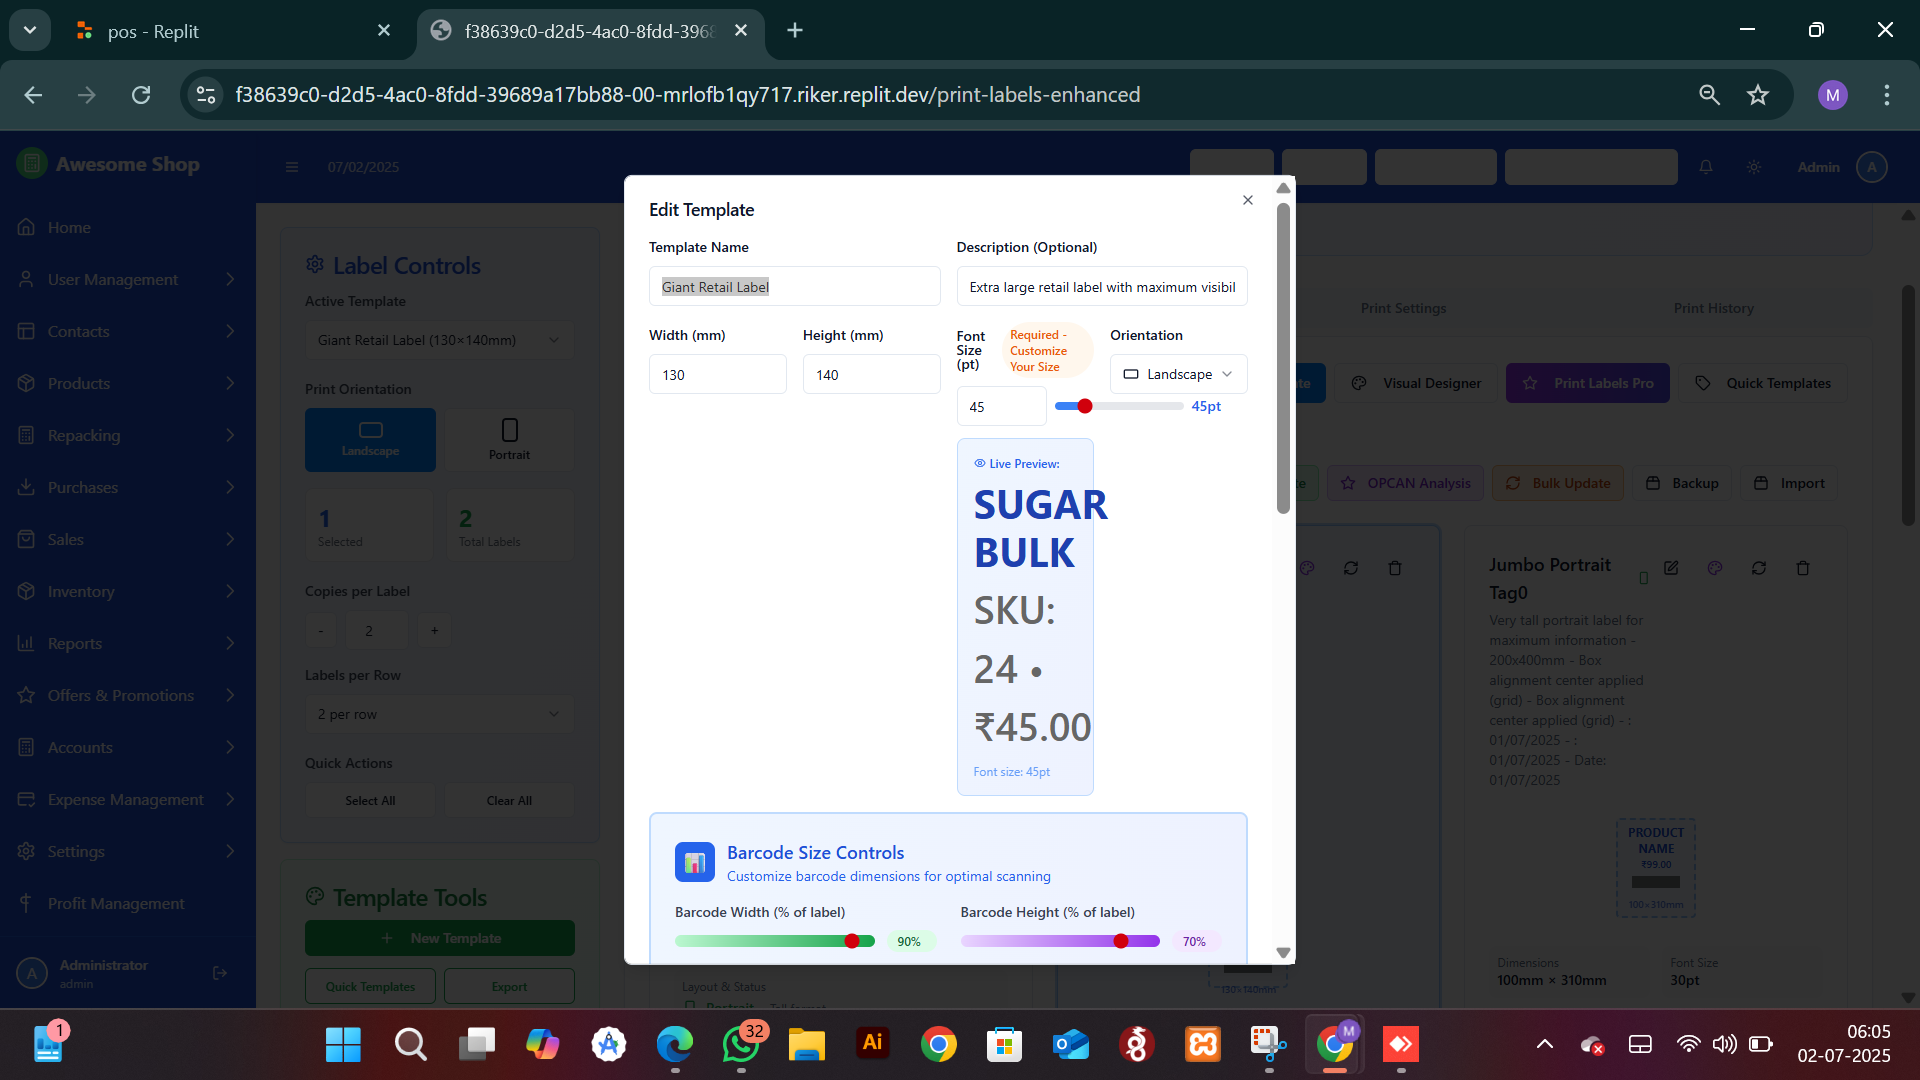 pos - Replit
f38639c0-d2d5-4ac0-8fdd-3968
f38639c0-d2d5-4ac0-8fdd-39689a17bb88-00-mrlofb1qy717.riker.replit.dev/print-labels-enhanced
M
Awesome Shop
07/02/2025
Admin
A
Home
User Management
Contacts
Products
Repacking
Purchases
Sales
Inventory
Reports
Offers & Promotions
Accounts
Expense Management
Settings
Profit Management
A
Administrator
admin
Label Controls
Active Template
Giant Retail Label (130×140mm)
Print Orientation
Landscape
Portrait
1
Selected
2
Total Labels
Copies per Label
-
2
+
Labels per Row
2 per row
Quick Actions
Select All
Clear All
Template Tools
+ New Template
Quick Templates
Export
Edit Template
Template Name
Giant Retail Label
Description (Optional)
Extra large retail label with maximum visibil
Width (mm)
130
Height (mm)
140
Font Size (pt)
Required - Customize Your Size
45
45pt
Orientation
Landscape
Live Preview:
SUGAR
BULK
SKU:
24 •
₹45.00
Font size: 45pt
Barcode Size Controls
Customize barcode dimensions for optimal scanning
Barcode Width (% of label)
90%
Barcode Height (% of label)
70%
Layout & Status
Print Settings
Print History
Visual Designer
Print Labels Pro
Quick Templates
OPCAN Analysis
Bulk Update
Backup
Import
Jumbo Portrait
Tag0
Very tall portrait label for
maximum information -
200x400mm - Box
alignment center applied
(grid) - Box alignment
center applied (grid) - :
01/07/2025 - :
01/07/2025 - Date:
01/07/2025
PRODUCT
NAME
₹99.00
100×310mm
Dimensions
100mm × 310mm
Font Size
30pt
130×140mm
1
32
Ai
M
06:05
02-07-2025